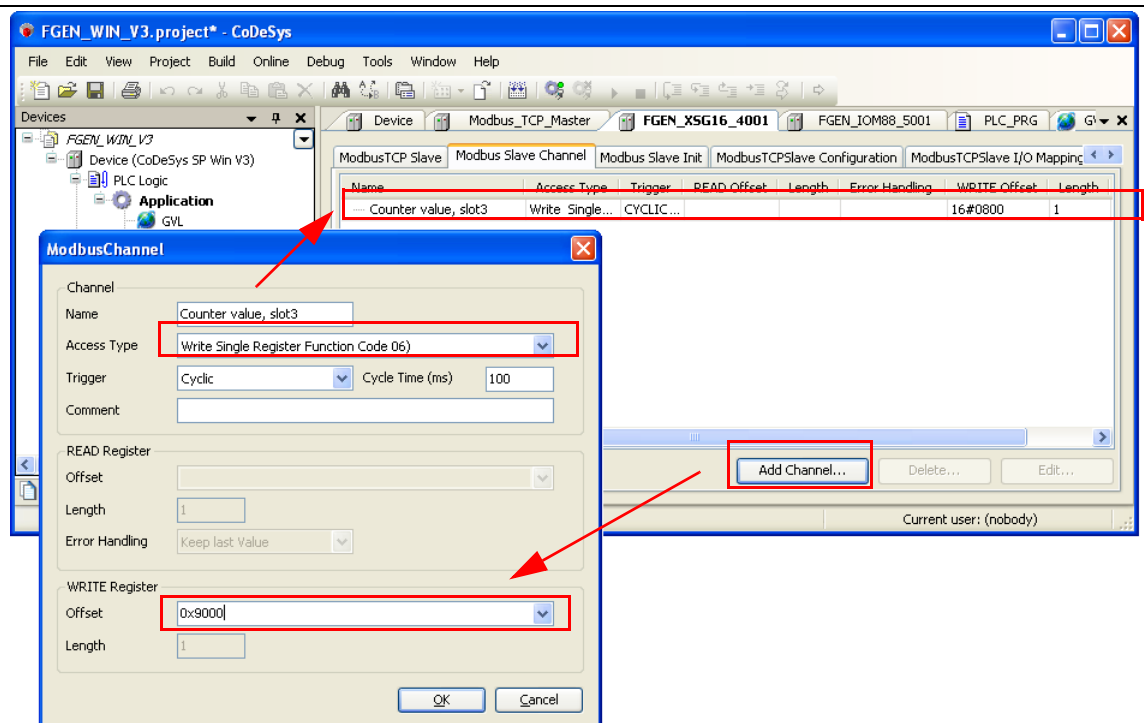 FGEN_WIN_V3.project* - CoDeSys
File Edit View Project Build Online Debug Tools Window Help
Devices
Device Modbus_TCP_Master FGEN_XSG16_4001 FGEN_IOM88_5001 PLC_PRG
FGEN_WIN_V3
Device (CoDeSys SP Win V3)
PLC Logic
Application
GVL
ModbusTCP Slave Modbus Slave Channel Modbus Slave Init ModbusTCPSlave Configuration ModbusTCPSlave I/O Mapping
Name Access Type Trigger READ Offset Length Error Handling WRITE Offset Length
Counter value, slot3 Write Single... CYCLIC... 16#0800 1
ModbusChannel
Channel
Name Counter value, slot3
Access Type Write Single Register Function Code 06)
Trigger Cyclic Cycle Time (ms) 100
Comment
READ Register
Offset
Length 1
Error Handling Keep last Value
WRITE Register
Offset 0x9000
Length 1
OK Cancel
Add Channel... Delete... Edit...
Current user: (nobody)